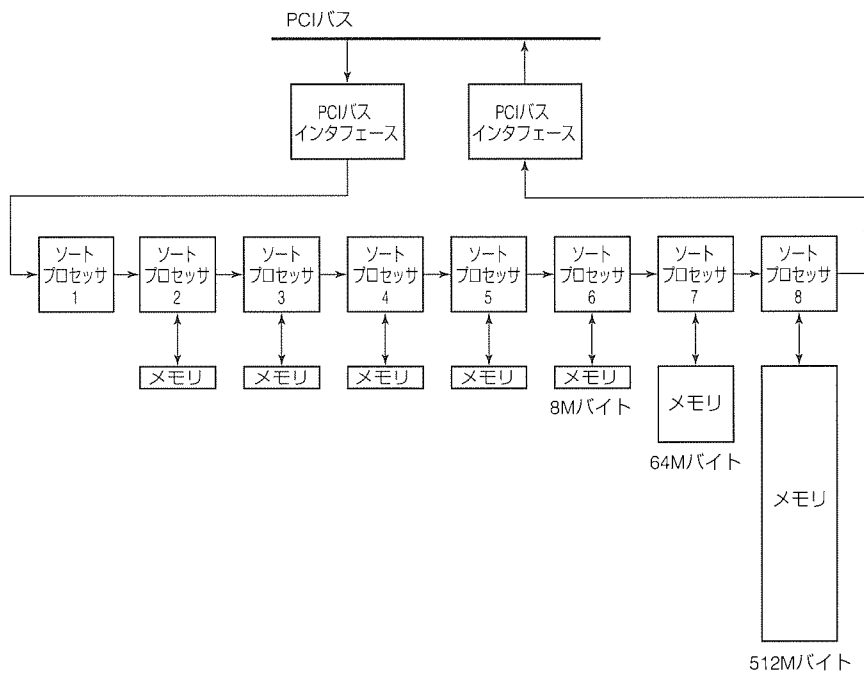 PCIバス
PCIバス
インタフェース
PCIバス
インタフェース
ソート
プロセッサ
1
ソート
プロセッサ
2
ソート
プロセッサ
3
ソート
プロセッサ
4
ソート
プロセッサ
5
ソート
プロセッサ
6
ソート
プロセッサ
7
ソート
プロセッサ
8
メモリ
メモリ
メモリ
メモリ
メモリ
8Mバイト
メモリ
64Mバイト
メモリ
512Mバイト